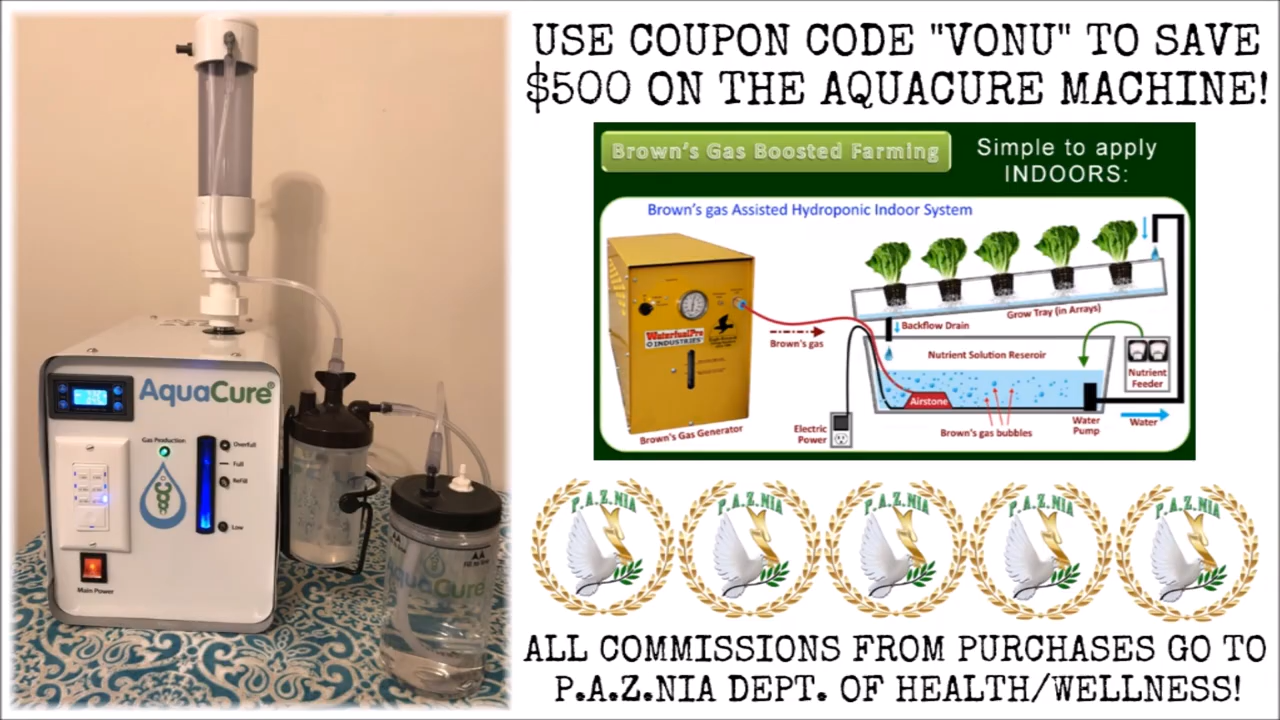 USE COUPON CODE "VONU" TO SAVE
$500 ON THE AQUACURE MACHINE!
AquaCure®
Gas Production
Overfull
Full
Refill
Low
Main Power
AquaCure
Brown's Gas Boosted Farming
Simple to apply
INDOORS:
Brown's gas Assisted Hydroponic Indoor System
WaterfuelPro
INDUSTRIES
Brown's gas
Backflow Drain
Grow Tray (in Arrays)
Nutrient Solution Reseroir
Nutrient
Feeder
Airstone
Electric
Power
Brown's gas bubbles
Water
Pump
Water
Brown's Gas Generator
P.A.Z.NIA
P.A.Z.NIA
P.A.Z.NIA
P.A.Z.NIA
P.A.Z.NIA
ALL COMMISSIONS FROM PURCHASES GO TO
P.A.Z.NIA DEPT. OF HEALTH/WELLNESS!